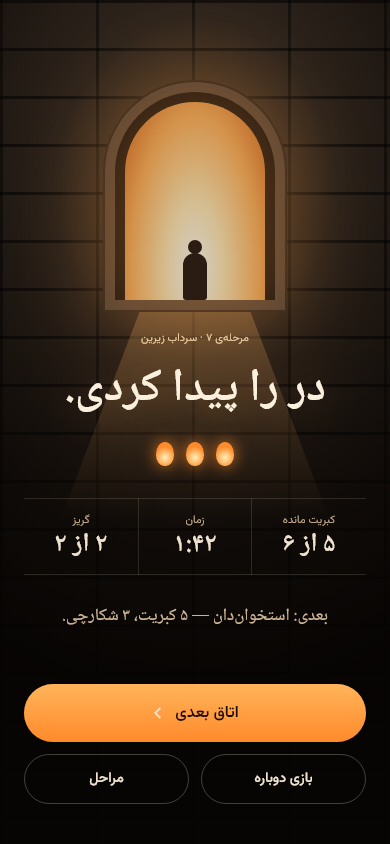 مرحله‌ی ۷ · سرداب زیرین
در را پیدا کردی.
کبریت مانده
۵ از ۶
زمان
۱:۴۲
گریز
۲ از ۲
بعدی: استخوان‌دان — ۵ کبریت، ۳ شکارچی.
اتاق بعدی
بازی دوباره
مراحل